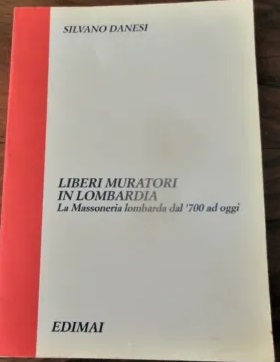 SILVANO DANESI
LIBERI MURATORI
IN LOMBARDIA
La Massoneria lombarda dal '700 ad oggi
EDIMAI